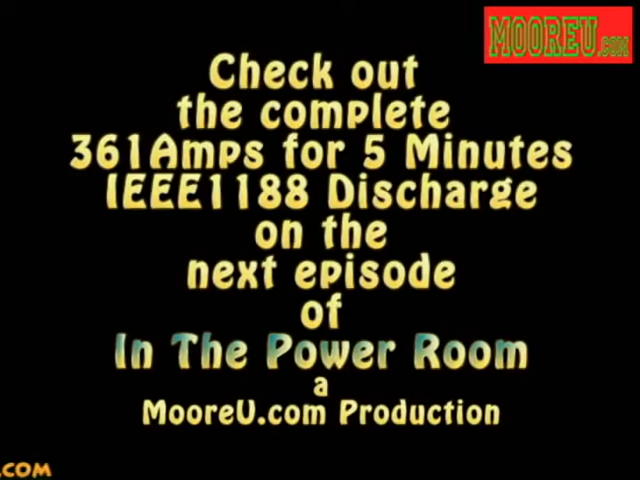 MOOREU.COM
Check out
the complete
361Amps for 5 Minutes
IEEE1188 Discharge
on the
next episode
of
In The Power Room
a
MooreU.com Production
.COM